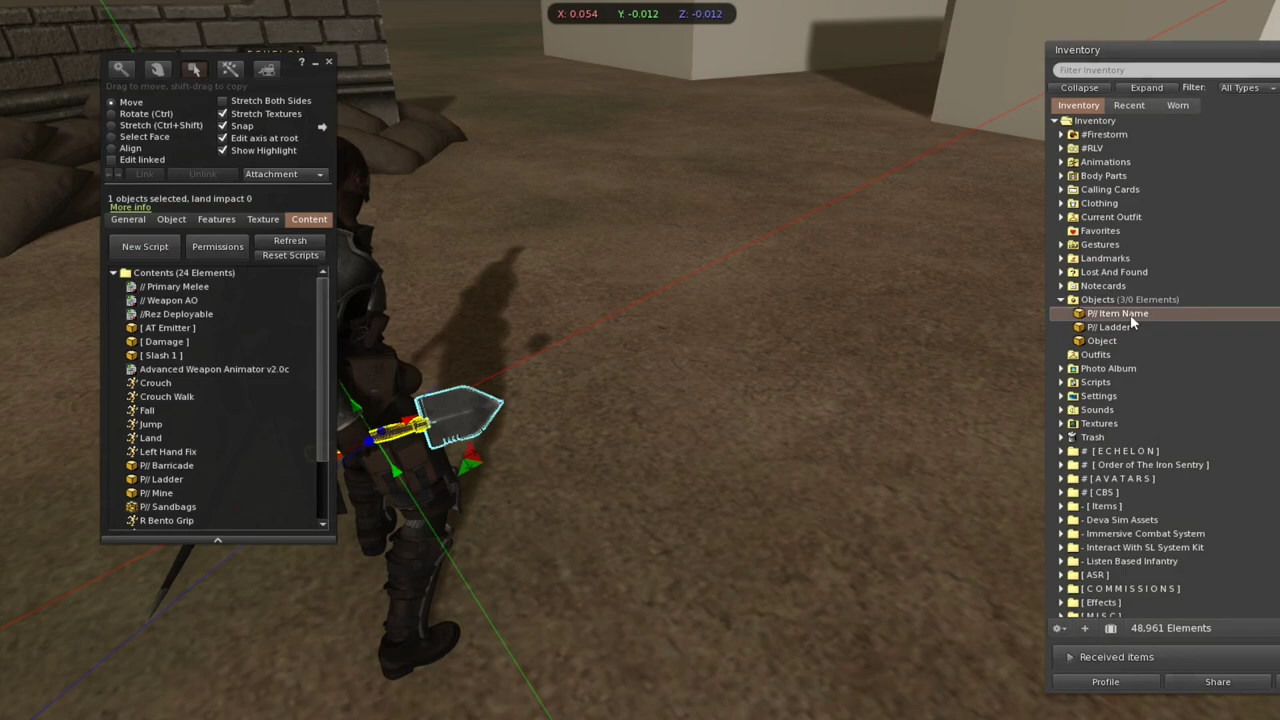 X: 0.054 Y: -0.012 Z: -0.012
ECHELON
Drag to move, shift-drag to copy
Move
Rotate (Ctrl)
Stretch (Ctrl+Shift)
Select Face
Align
Edit linked
Stretch Both Sides
Stretch Textures
Snap
Edit axis at root
Show Highlight
Link Unlink Attachment
1 objects selected, land impact 0
More info
General Object Features Texture Content
New Script Permissions Refresh
Reset Scripts
Contents (24 Elements)
// Primary Melee
// Weapon AO
//Rez Deployable
[ AT Emitter ]
[ Damage ]
[ Slash 1 ]
Advanced Weapon Animator v2.0c
Crouch
Crouch Walk
Fall
Jump
Land
Left Hand Fix
P// Barricade
P// Ladder
P// Mine
P// Sandbags
R Bento Grip
Inventory
Filter Inventory
Collapse Expand Filter: All Types
Inventory Recent Worn
Inventory
#Firestorm
#RLV
Animations
Body Parts
Calling Cards
Clothing
Current Outfit
Favorites
Gestures
Landmarks
Lost And Found
Notecards
Objects (3/0 Elements)
P// Item Name
P// Ladder
Object
Outfits
Photo Album
Scripts
Settings
Sounds
Textures
Trash
# [ E C H E L O N ]
# [ Order of The Iron Sentry ]
# [ A V A T A R S ]
# [ CBS ]
- [ Items ]
- Deva Sim Assets
- Immersive Combat System
- Interact With SL System Kit
- Listen Based Infantry
[ ASR ]
[ C O M M I S S I O N S ]
[ Effects ]
[ M I S C ]
48,961 Elements
Received items
Profile Share